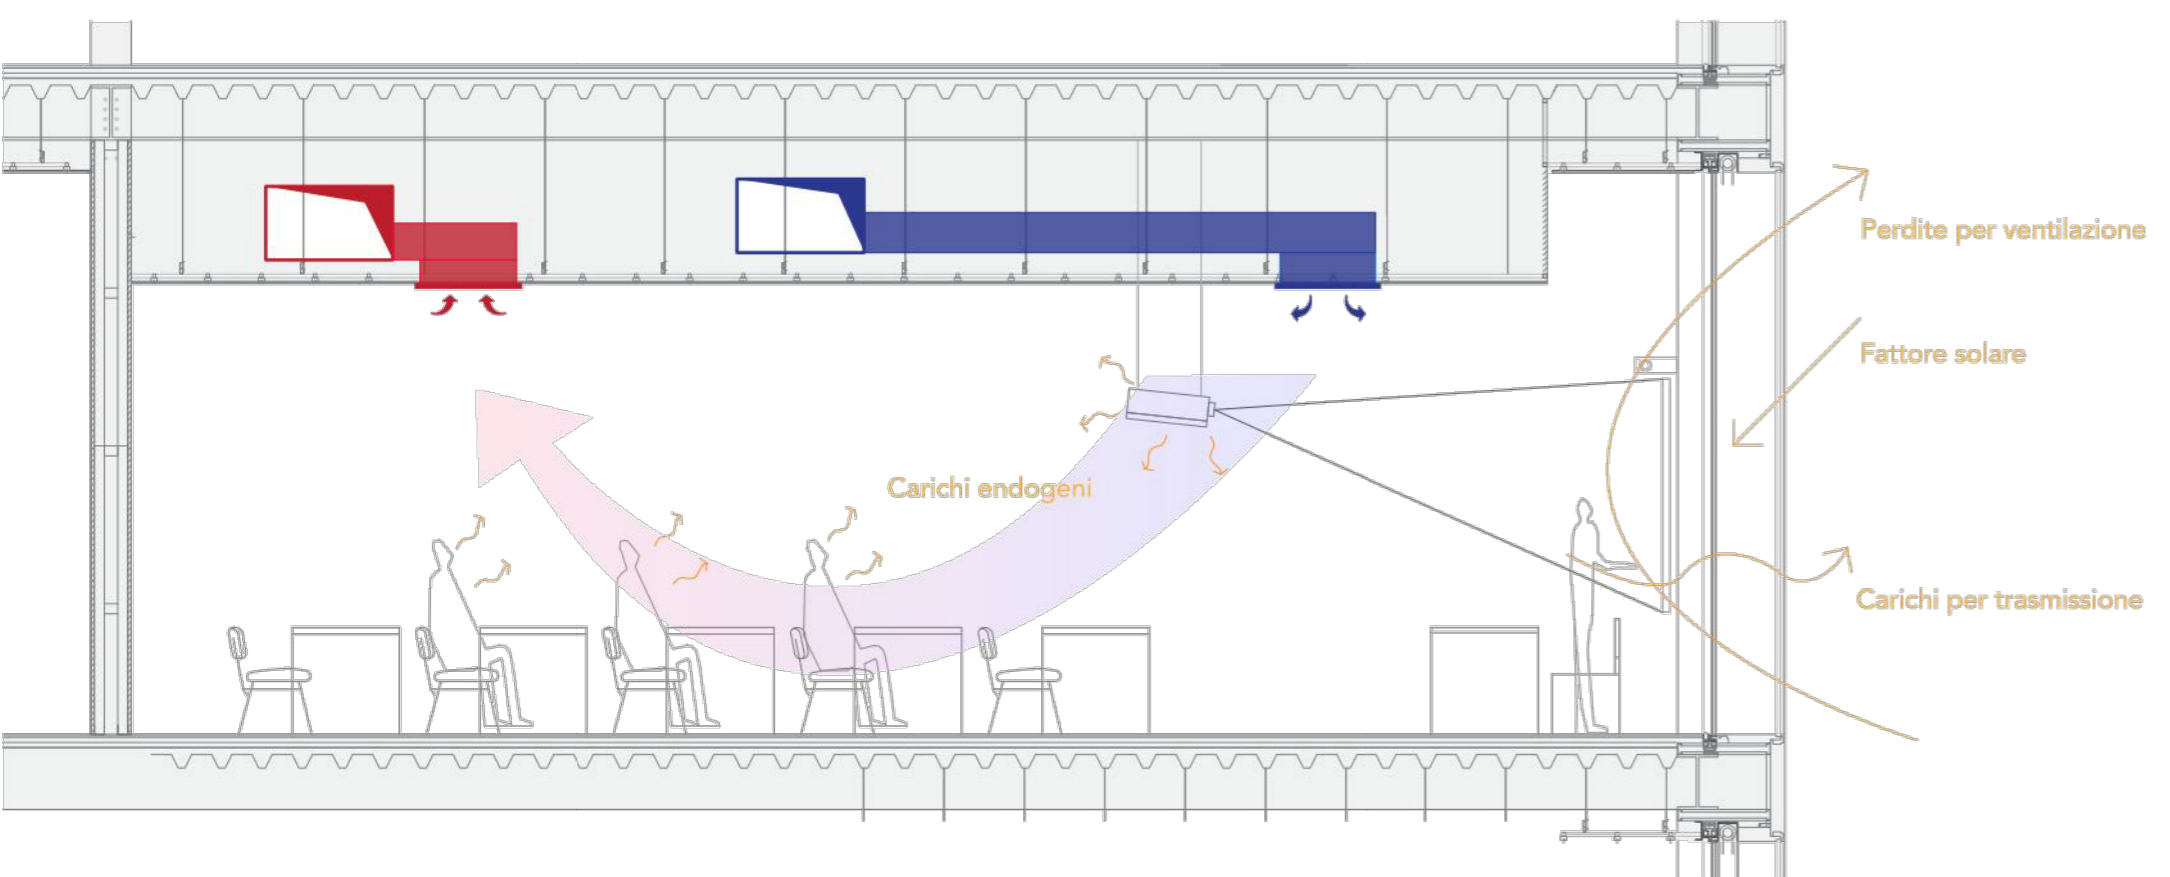 Perdite per ventilazione
Fattore solare
Carichi endogeni
Carichi per trasmissione